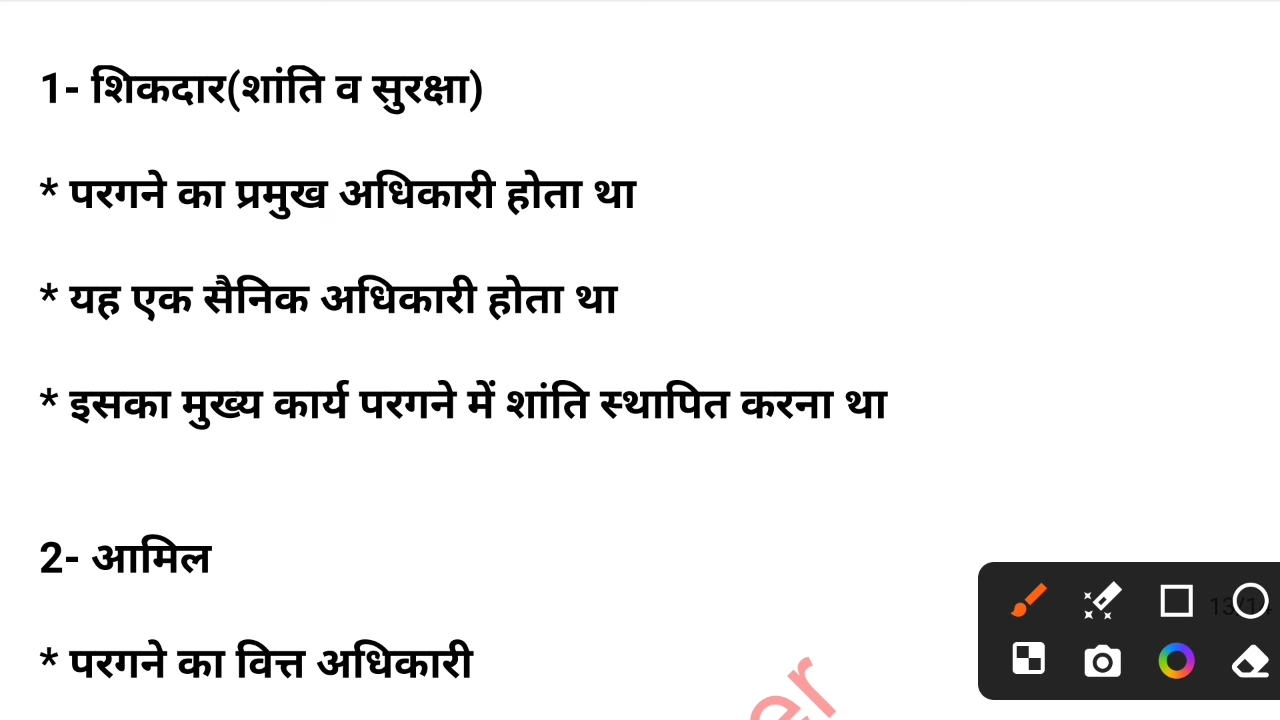 1- शिकदार(शांति व सुरक्षा)
* परगने का प्रमुख अधिकारी होता था
* यह एक सैनिक अधिकारी होता था
* इसका मुख्य कार्य परगने में शांति स्थापित करना था
2- आमिल
* परगने का वित्त अधिकारी